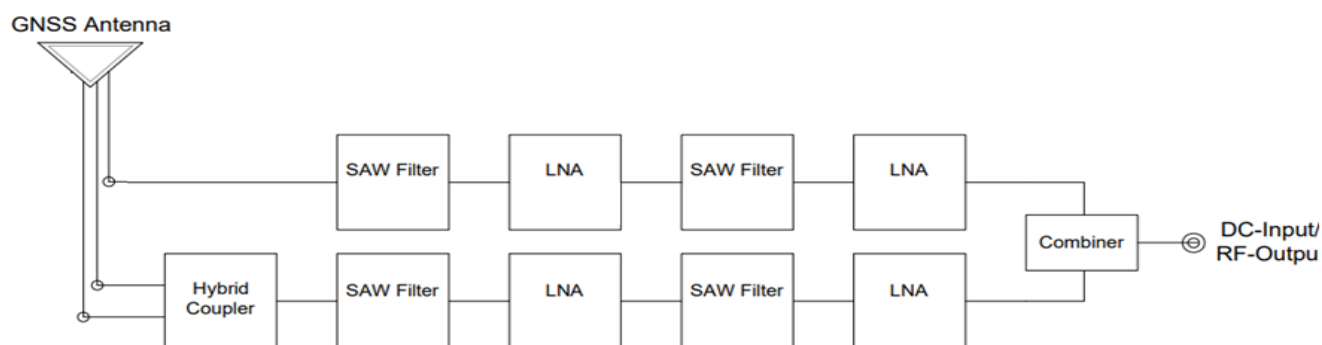 GNSS Antenna
SAW Filter
LNA
SAW Filter
LNA
Combiner
DC-Input/
RF-Outpu
Hybrid
Coupler
SAW Filter
LNA
SAW Filter
LNA